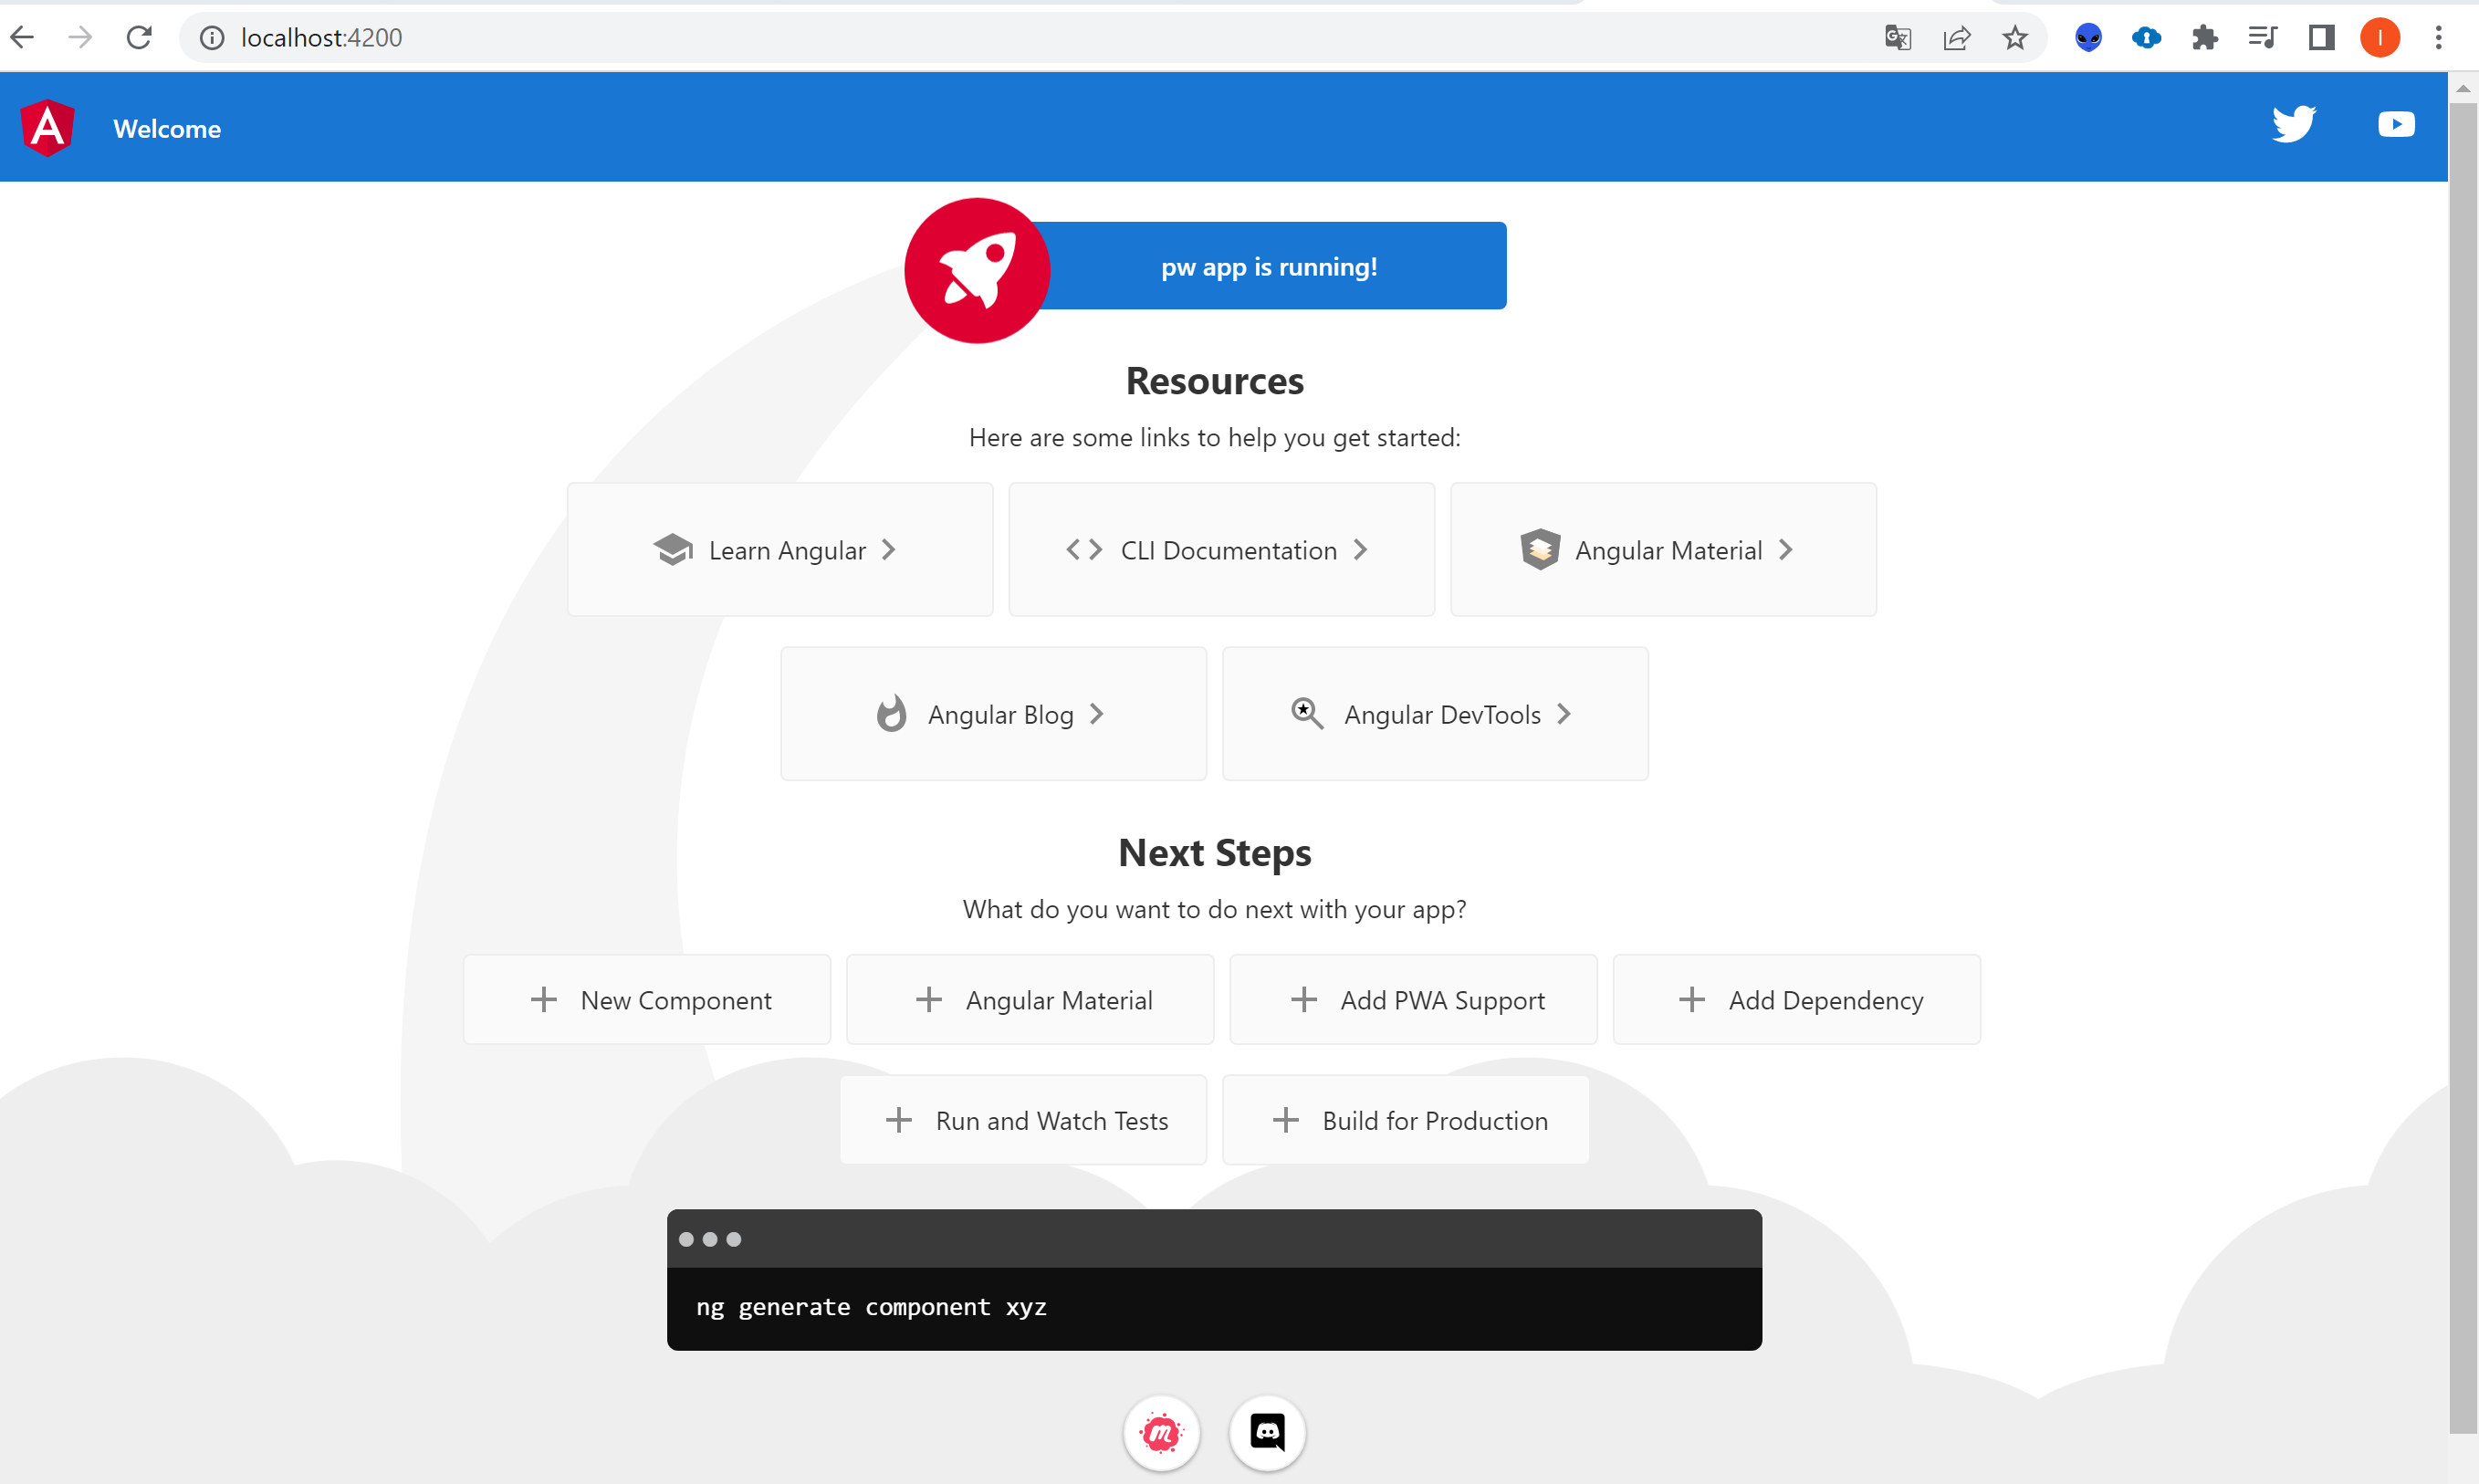 localhost:4200
Welcome
pw app is running!
Resources
Here are some links to help you get started:
Learn Angular
CLI Documentation
Angular Material
Angular Blog
Angular DevTools
Next Steps
What do you want to do next with your app?
New Component
Angular Material
Add PWA Support
Add Dependency
Run and Watch Tests
Build for Production
ng generate component xyz